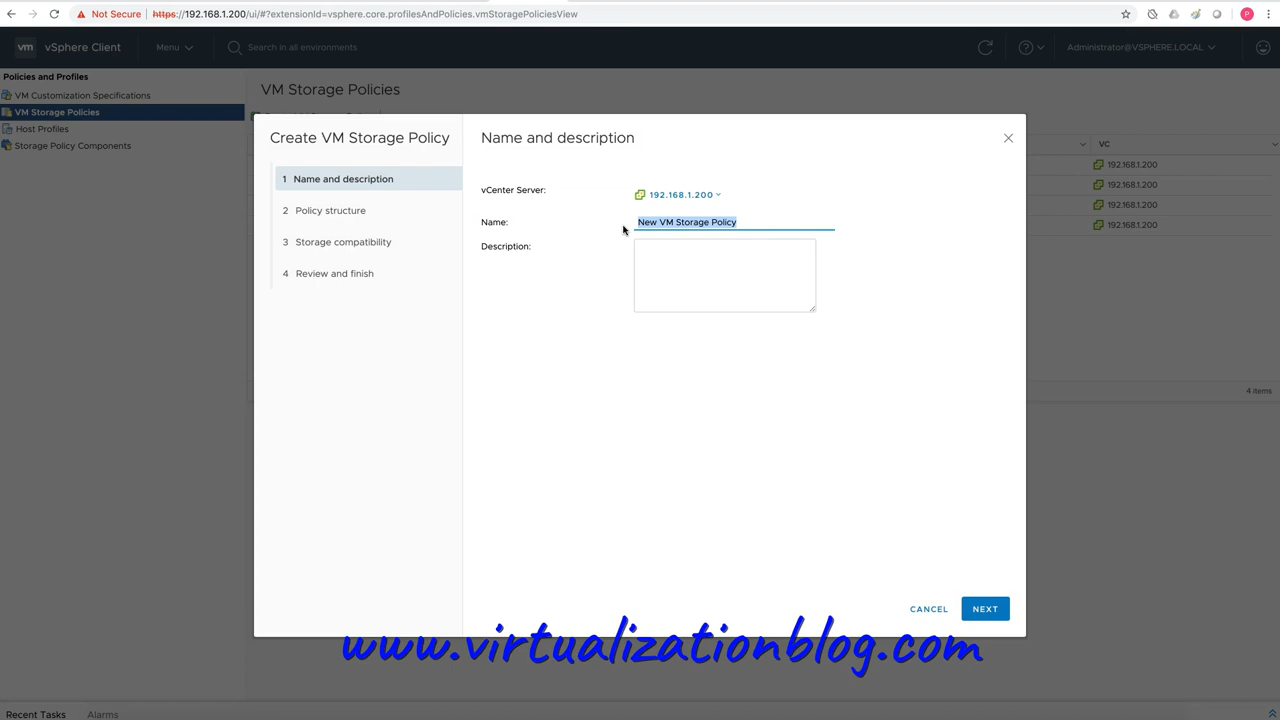 Not Secure https://192.168.1.200/ui/#?extensionId=vsphere.core.profilesAndPolicies.vmStoragePoliciesView
P
vm vSphere Client Menu Search in all environments ? Administrator@VSPHERE.LOCAL
Policies and Profiles
VM Customization Specifications
VM Storage Policies
Host Profiles
Storage Policy Components
VM Storage Policies
VC
192.168.1.200
192.168.1.200
192.168.1.200
192.168.1.200
4 items
Create VM Storage Policy
1 Name and description
2 Policy structure
3 Storage compatibility
4 Review and finish
Name and description
vCenter Server: 192.168.1.200
Name: New VM Storage Policy
Description:
CANCEL NEXT
www.virtualizationblog.com
Recent Tasks Alarms